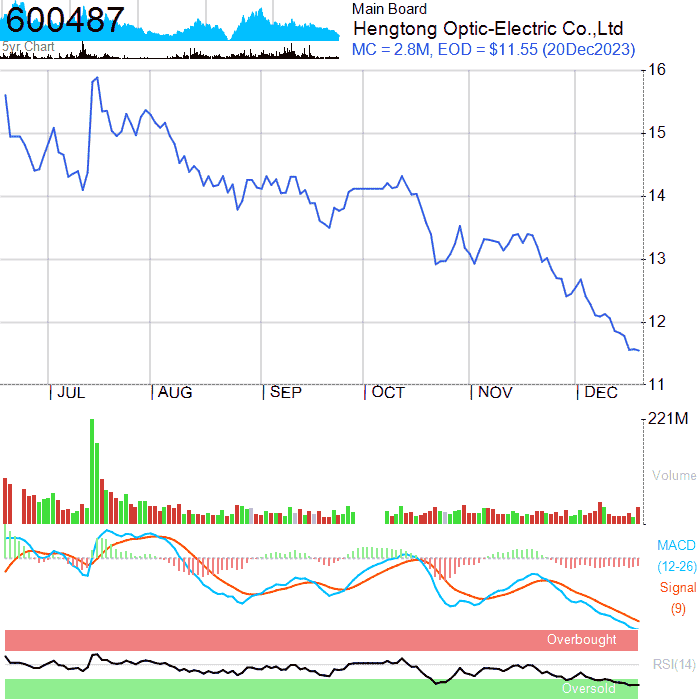 600487
5yr Chart
Main Board
Hengtong Optic-Electric Co.,Ltd
MC = 2.8M, EOD = $11.55 (20Dec2023)
16
15
14
13
12
11
JUL AUG SEP OCT NOV DEC
221M
Volume
MACD
(12-26)
Signal
(9)
Overbought
RSI(14)
Oversold